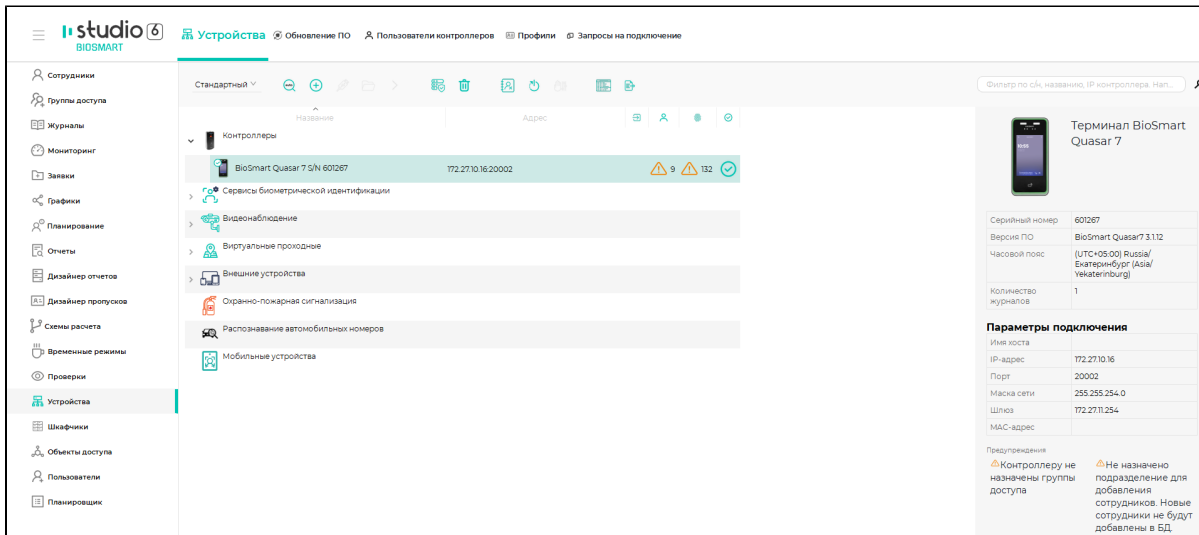 studio 6
BIOSMART
Устройства
Обновление ПО
Пользователи контроллеров
Профили
Запросы на подключение
Сотрудники
Группы доступа
Журналы
Мониторинг
Заявки
Графики
Планирование
Отчеты
Дизайнер отчетов
Дизайнер пропусков
Схемы расчета
Временные режимы
Проверки
Устройства
Шкафчики
Объекты доступа
Пользователи
Планировщик
Стандартный
Фильтр по с/н, названию, IP контроллера. Нап...
Название
Адрес
Контроллеры
BioSmart Quasar 7 S/N 601267
172.27.10.16:20002
9
132
Сервисы биометрической идентификации
Видеонаблюдение
Виртуальные проходные
Внешние устройства
Охранно-пожарная сигнализация
Распознавание автомобильных номеров
Мобильные устройства
Терминал BioSmart
Quasar 7
Серийный номер 601267
Версия ПО BioSmart Quasar7 3.1.12
Часовой пояс (UTC+05:00) Russia/
Екатеринбург (Asia/
Yekaterinburg)
Количество 1
журналов
Параметры подключения
Имя хоста
IP-адрес 172.27.10.16
Порт 20002
Маска сети 255.255.254.0
Шлюз 172.27.11.254
MAC-адрес
Предупреждения
Контроллеру не
назначены группы
доступа
Не назначено
подразделение для
добавления
сотрудников. Новые
сотрудники не будут
добавлены в БД.